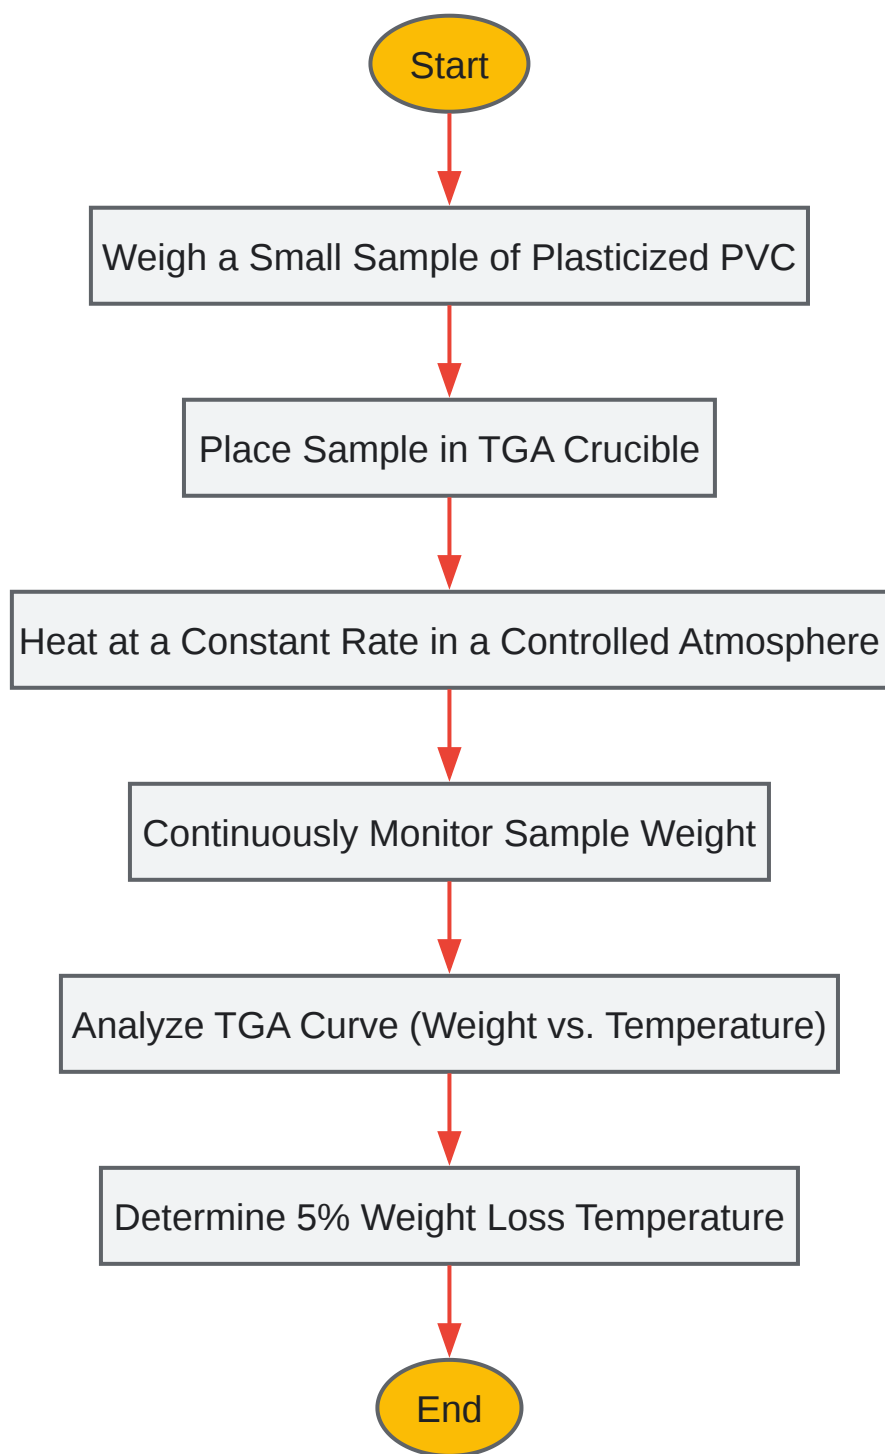 Start
Weigh a Small Sample of Plasticized PVC
Place Sample in TGA Crucible
Heat at a Constant Rate in a Controlled Atmosphere
Continuously Monitor Sample Weight
Analyze TGA Curve (Weight vs. Temperature)
Determine 5% Weight Loss Temperature
End